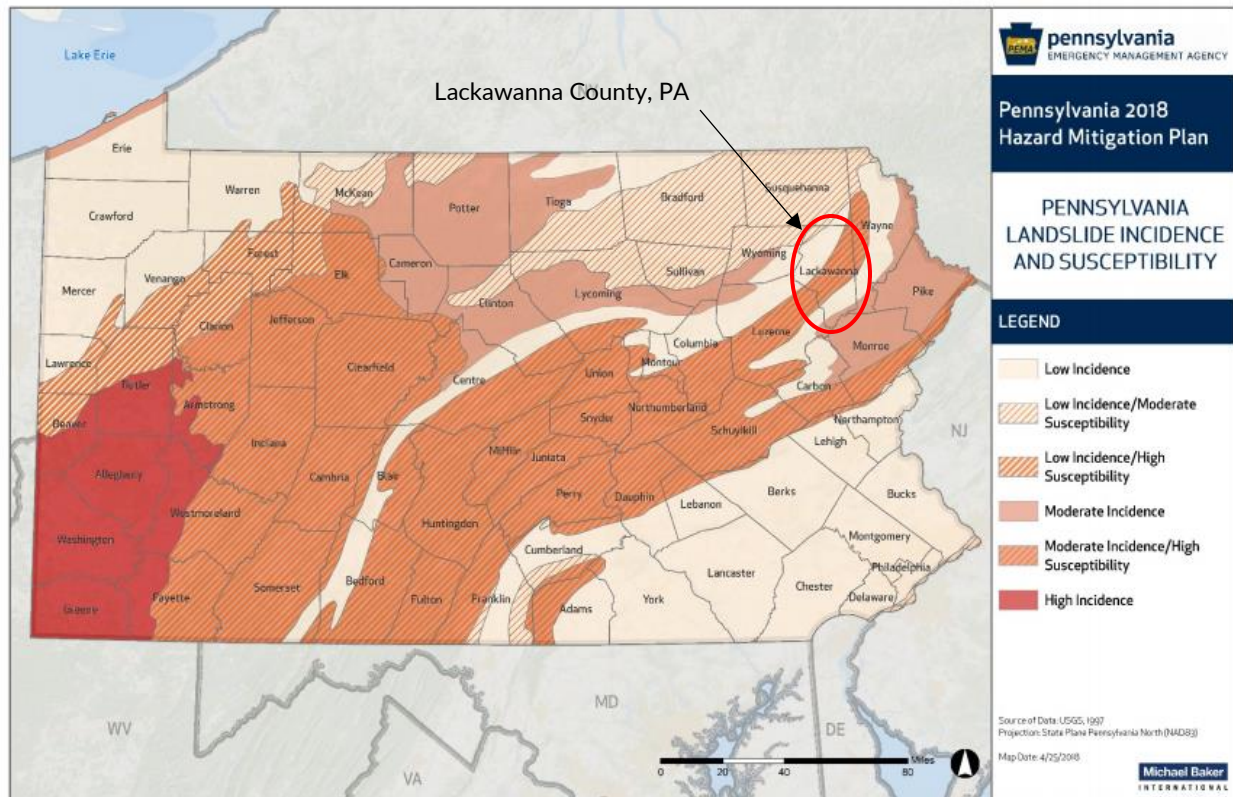 Lake Erie
Lackawanna County, PA
NY
Erie
Warren
McKean
Potter
Tioga
Bradford
Susquehanna
Wayne
Crawford
Forest
Elk
Cameron
Wyoming
Lackawanna
Sullivan
Venango
Mercer
Clinton
Lycoming
Pike
Clarion
Jefferson
Luzerne
Monroe
Lawrence
Clearfield
Centre
Columbia
Montour
Union
Carbon
Butler
Armstrong
Northumberland
Northampton
Beaver
Snyder
Schuylkill
Lehigh
NJ
Indiana
Mifflin
Juniata
Allegheny
Cambria
Blair
Perry
Dauphin
Lebanon
Berks
Bucks
Westmoreland
Huntingdon
Washington
Cumberland
Montgomery
Philadelphia
Lancaster
Chester
Delaware
Somerset
Bedford
Fayette
Fulton
Franklin
Adams
York
Greene
WV
MD
DE
VA
0 20 40 80
Miles
PEMA
pennsylvania
EMERGENCY MANAGEMENT AGENCY
Pennsylvania 2018
Hazard Mitigation Plan
PENNSYLVANIA
LANDSLIDE INCIDENCE
AND SUSCEPTIBILITY
LEGEND
Low Incidence
Low Incidence/Moderate
Susceptibility
Low Incidence/High
Susceptibility
Moderate Incidence
Moderate Incidence/High
Susceptibility
High Incidence
Source of Data: USGS, 1997
Projection: State Plane Pennsylvania North (NAD83)
Map Date: 4/25/2018
Michael Baker
INTERNATIONAL